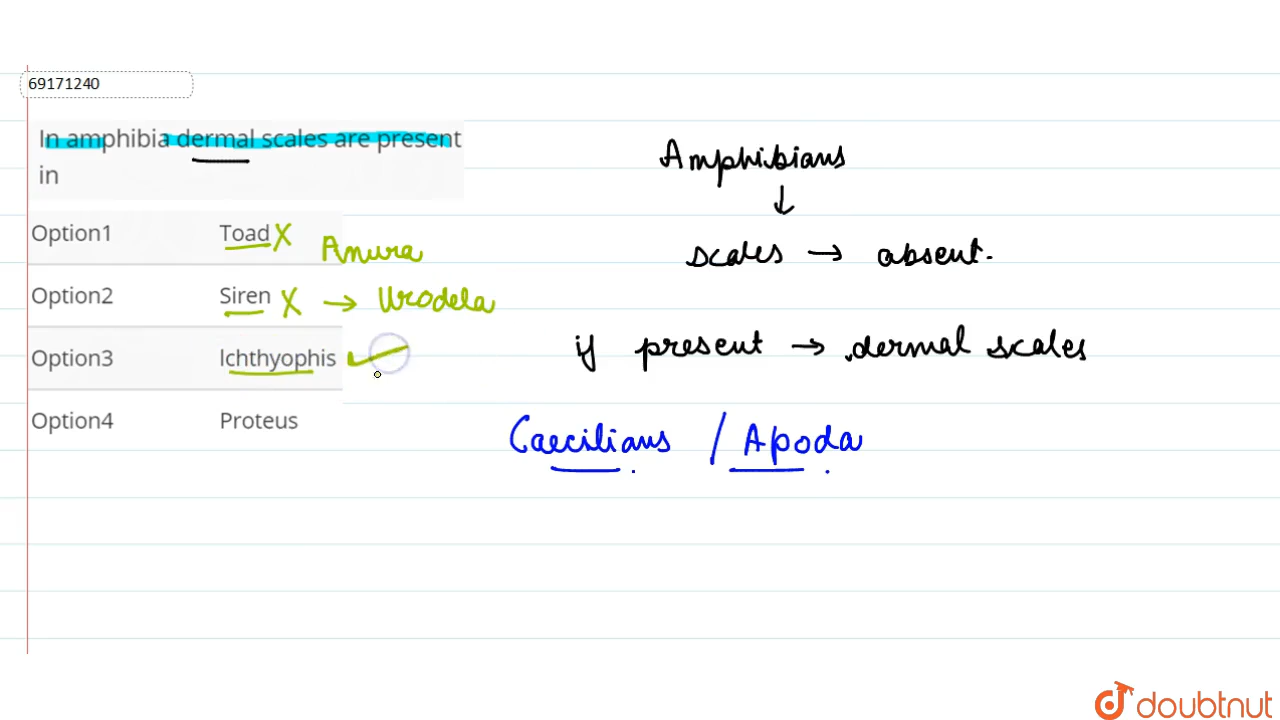 69171240
In amphibia dermal scales are present
in
Option1 Toad X Anura
Option2 Siren X → Urodela
Option3 Ichthyophis ✓
Option4 Proteus
Amphibians
↓
scales → absent.
if present → dermal scales
Caecilians / Apoda
doubtnut